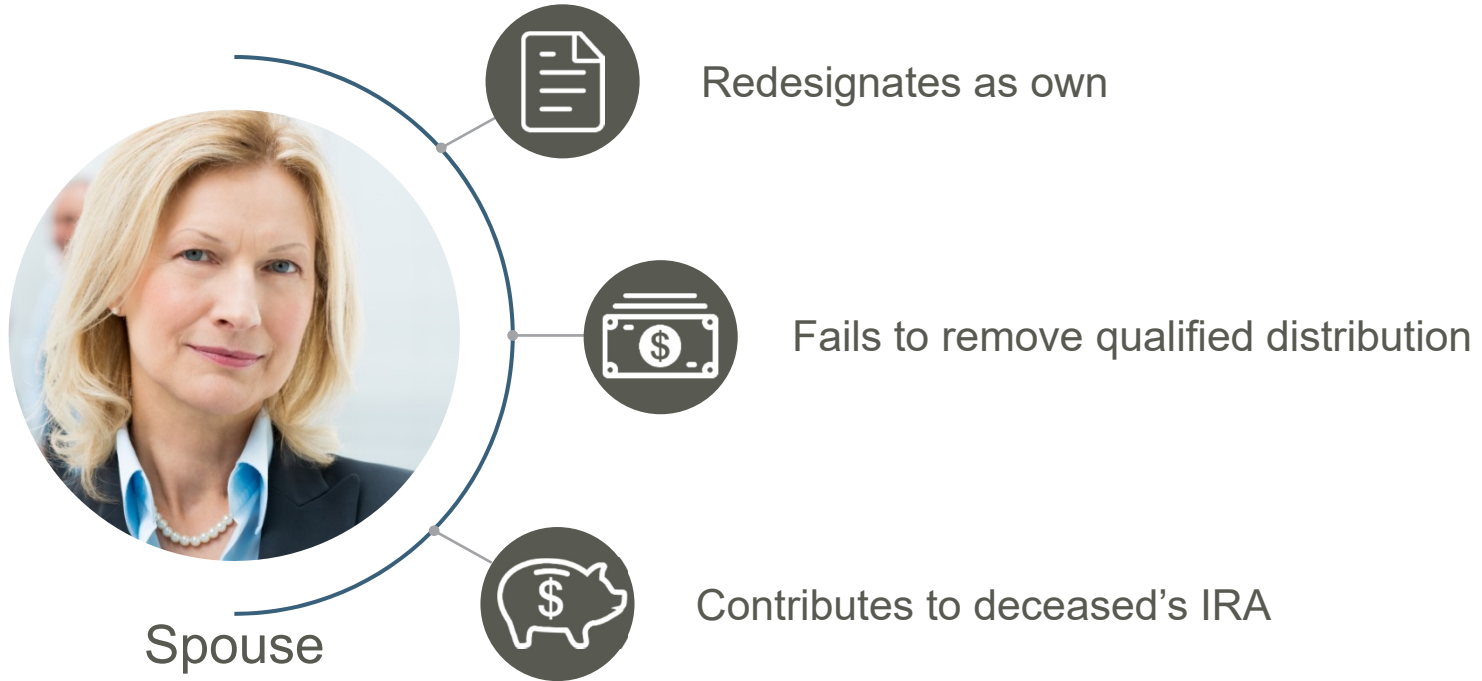 Redesignates as own
$
Fails to remove qualified distribution
$
Contributes to deceased’s IRA
Spouse